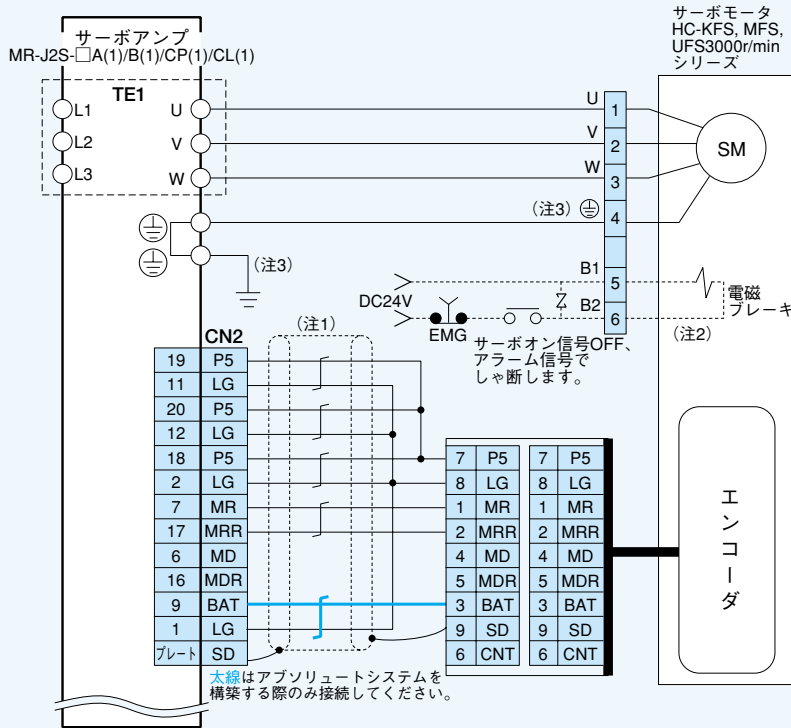 サーボアンプ
MR-J2S-□A(1)/B(1)/CP(1)/CL(1)
サーボモータ
HC-KFS, MFS,
UFS3000r/min
シリーズ
TE1
L1
L2
L3
U
V
W
U
V
W
1
2
3
4
5
6
SM
(注3)
(注3)
B1
B2
DC24V
EMG
電磁
ブレーキ
(注2)
サーボオン信号OFF、
アラーム信号で
しゃ断します。
(注1)
CN2
19 P5
11 LG
20 P5
12 LG
18 P5
2 LG
7 MR
17 MRR
6 MD
16 MDR
9 BAT
1 LG
プレート SD
7 P5 7 P5
8 LG 8 LG
1 MR 1 MR
2 MRR 2 MRR
4 MD 4 MD
5 MDR 5 MDR
3 BAT 3 BAT
9 SD 9 SD
6 CNT 6 CNT
エンコーダ
太線はアブソリュートシステムを
構築する際のみ接続してください。